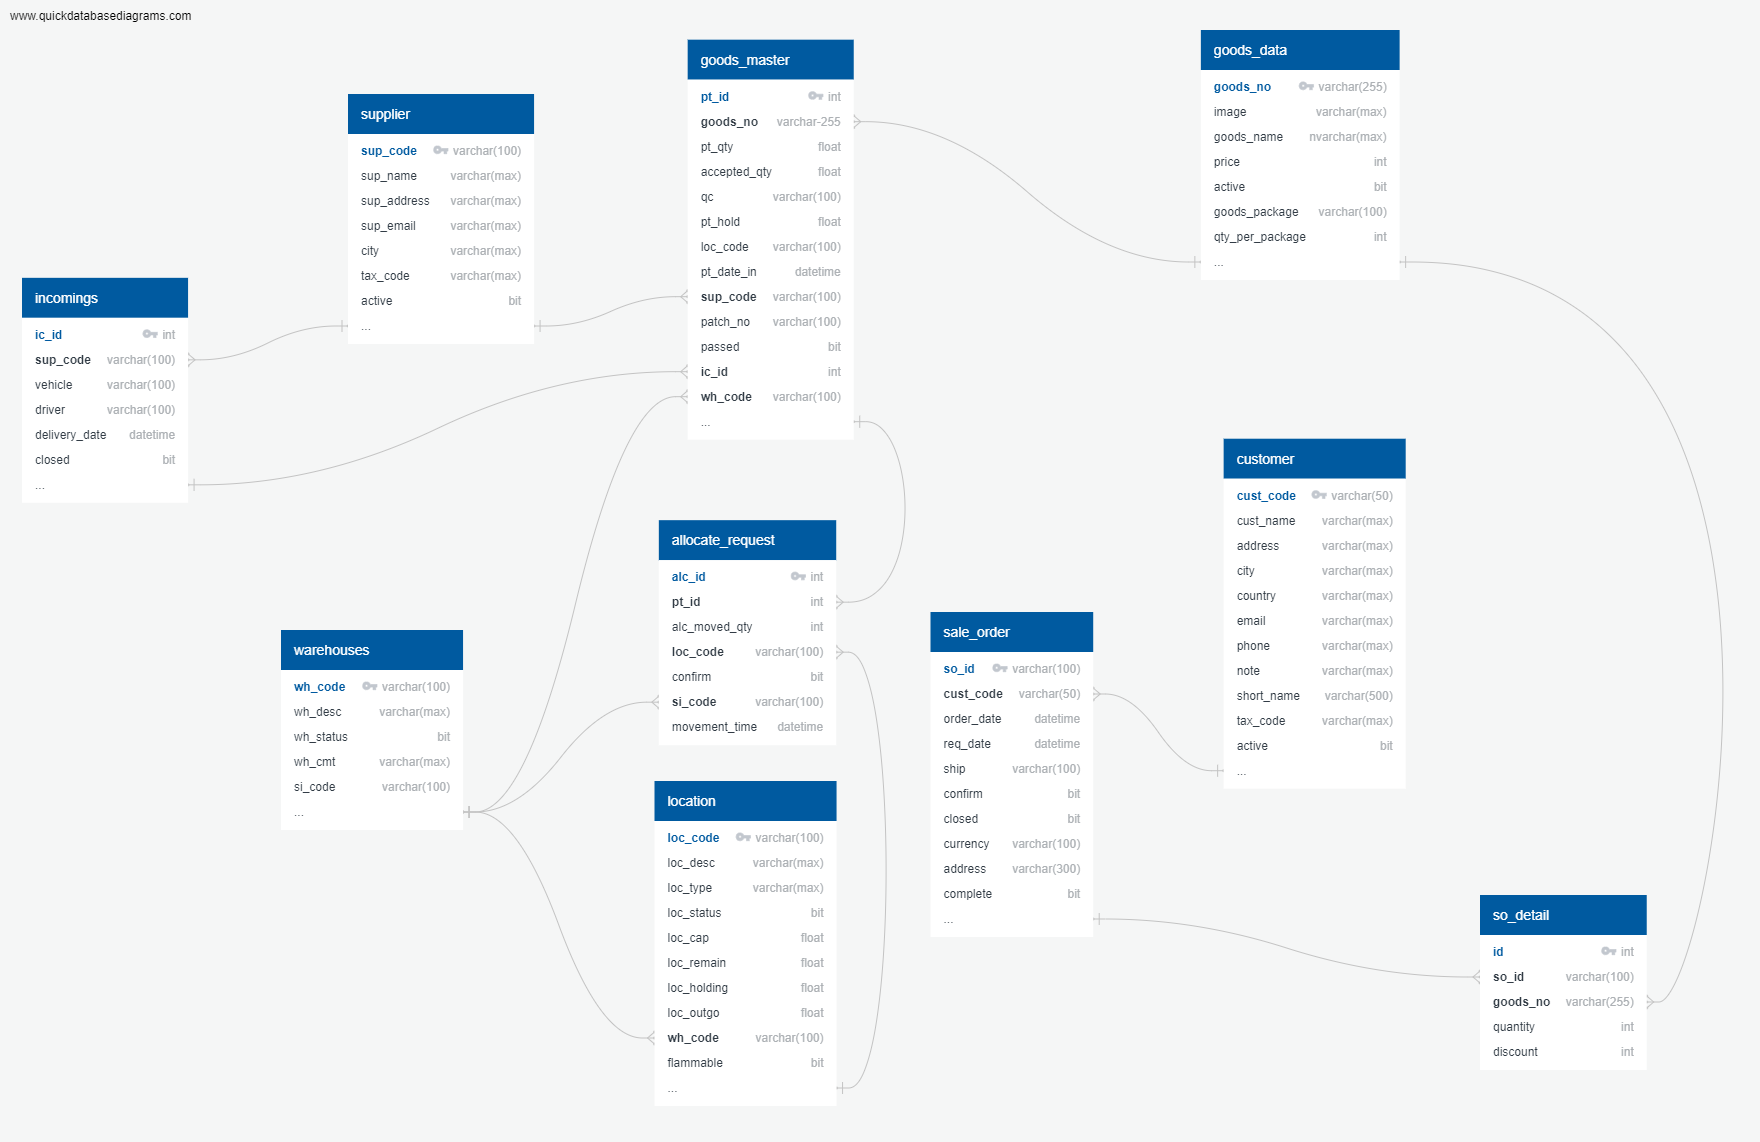 www.quickdatabasediagrams.com
goods_master
pt_id int
goods_no varchar-255
pt_qty float
accepted_qty float
qc varchar(100)
pt_hold float
loc_code varchar(100)
pt_date_in datetime
sup_code varchar(100)
patch_no varchar(100)
passed bit
ic_id int
wh_code varchar(100)
...
goods_data
goods_no varchar(255)
image varchar(max)
goods_name nvarchar(max)
price int
active bit
goods_package varchar(100)
qty_per_package int
...
supplier
sup_code varchar(100)
sup_name varchar(max)
sup_address varchar(max)
sup_email varchar(max)
city varchar(max)
tax_code varchar(max)
active bit
...
incomings
ic_id int
sup_code varchar(100)
vehicle varchar(100)
driver varchar(100)
delivery_date datetime
closed bit
...
customer
cust_code varchar(50)
cust_name varchar(max)
address varchar(max)
city varchar(max)
country varchar(max)
email varchar(max)
phone varchar(max)
note varchar(max)
short_name varchar(500)
tax_code varchar(max)
active bit
...
allocate_request
alc_id int
pt_id int
alc_moved_qty int
loc_code varchar(100)
confirm bit
si_code varchar(100)
movement_time datetime
warehouses
wh_code varchar(100)
wh_desc varchar(max)
wh_status bit
wh_cmt varchar(max)
si_code varchar(100)
...
sale_order
so_id varchar(100)
cust_code varchar(50)
order_date datetime
req_date datetime
ship varchar(100)
confirm bit
closed bit
currency varchar(100)
address varchar(300)
complete bit
...
location
loc_code varchar(100)
loc_desc varchar(max)
loc_type varchar(max)
loc_status bit
loc_cap float
loc_remain float
loc_holding float
loc_outgo float
wh_code varchar(100)
flammable bit
...
so_detail
id int
so_id varchar(100)
goods_no varchar(255)
quantity int
discount int